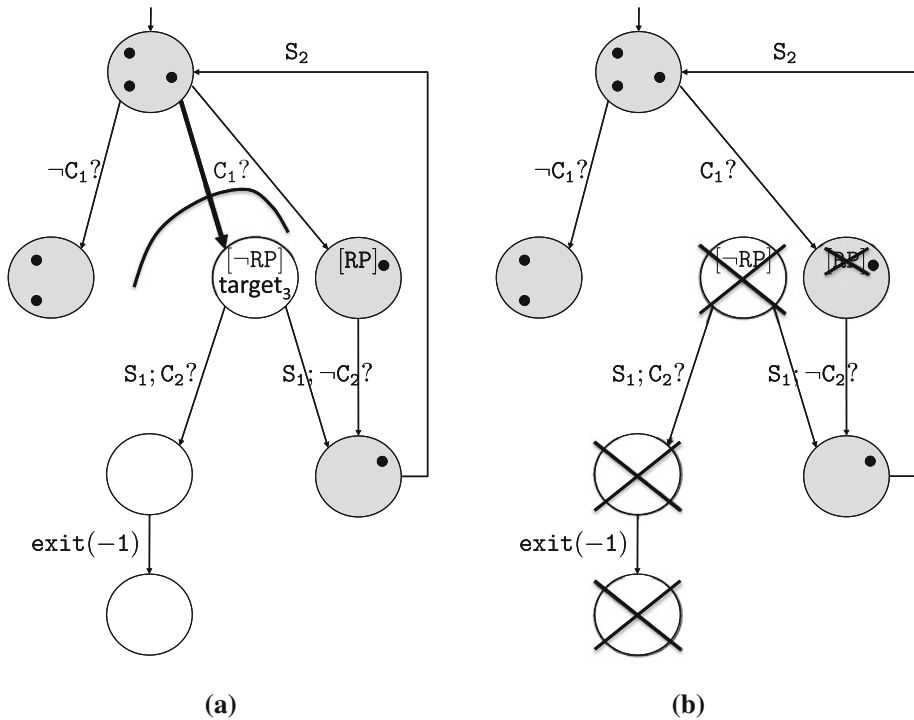 S₂
¬C₁?
C₁?
[¬RP]
target₃
[RP]
S₁; C₂?
S₁; ¬C₂?
exit(−1)
(a)
S₂
¬C₁?
C₁?
[¬RP]
[RP]
S₁; C₂?
S₁; ¬C₂?
exit(−1)
(b)